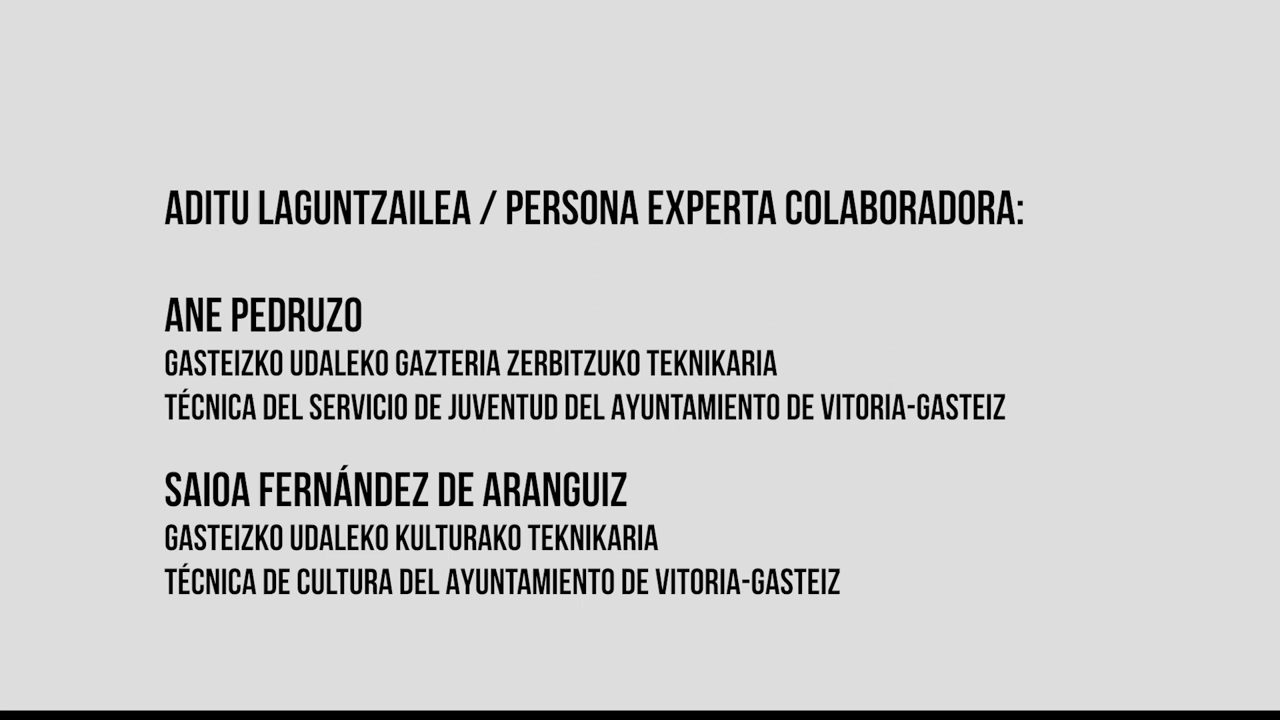 ADITU LAGUNTZAILEA / PERSONA EXPERTA COLABORADORA:
ANE PEDRUZO
GASTEIZKO UDALEKO GAZTERIA ZERBITZUKO TEKNIKARIA
TÉCNICA DEL SERVICIO DE JUVENTUD DEL AYUNTAMIENTO DE VITORIA-GASTEIZ
SAIOA FERNÁNDEZ DE ARANGUIZ
GASTEIZKO UDALEKO KULTURAKO TEKNIKARIA
TÉCNICA DE CULTURA DEL AYUNTAMIENTO DE VITORIA-GASTEIZ